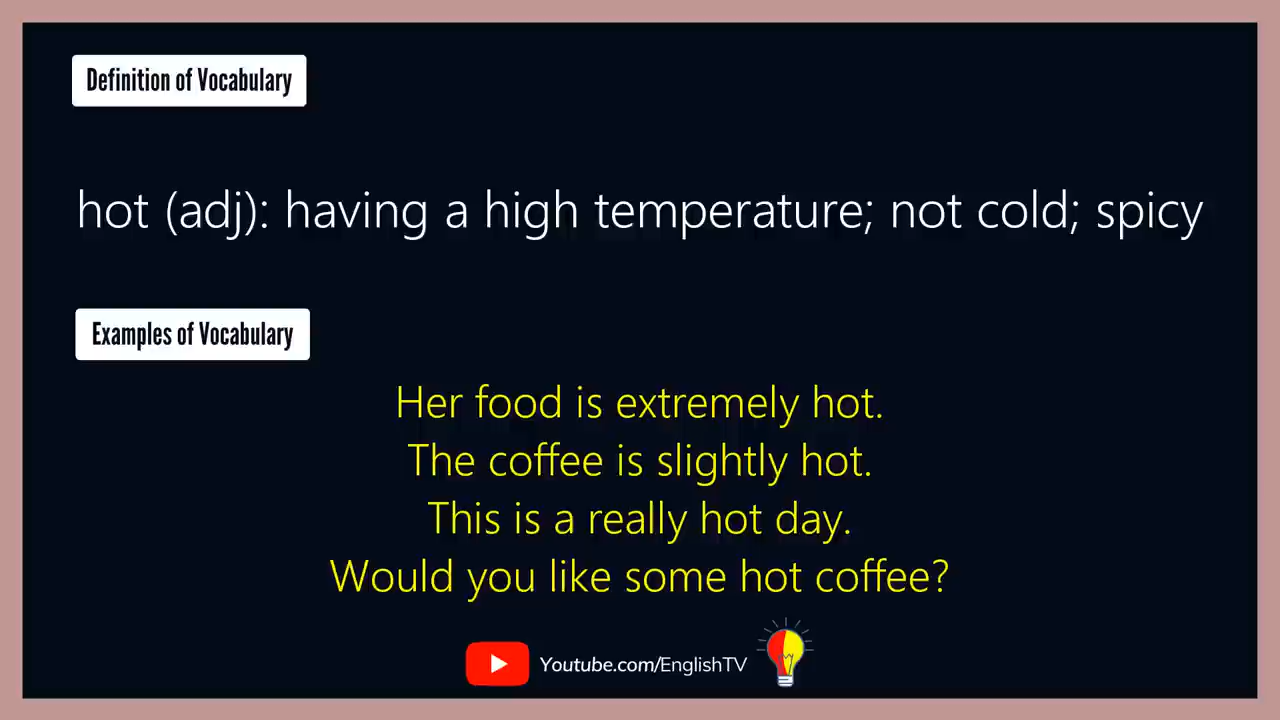 Definition of Vocabulary
hot (adj): having a high temperature; not cold; spicy
Examples of Vocabulary
Her food is extremely hot.
The coffee is slightly hot.
This is a really hot day.
Would you like some hot coffee?
Youtube.com/EnglishTV